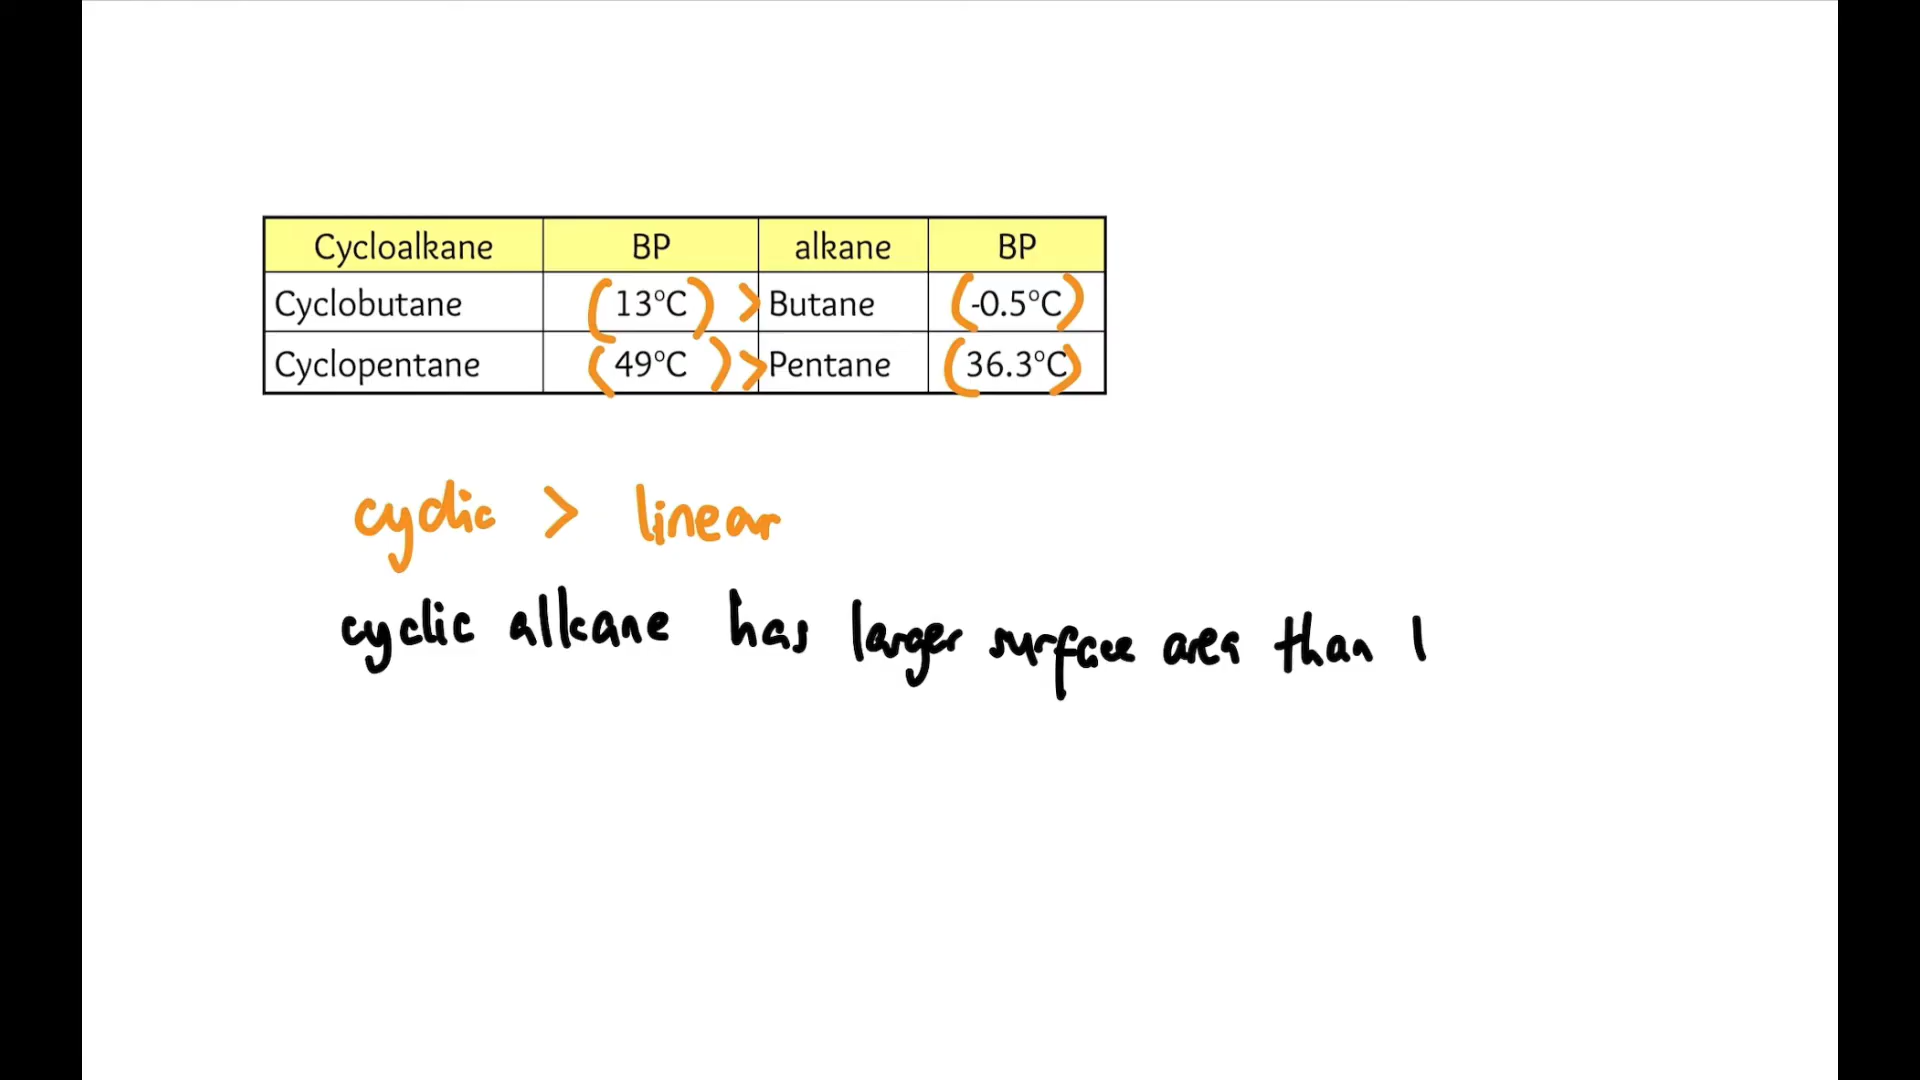 Cycloalkane BP alkane BP
Cyclobutane (13°C) > Butane (-0.5°C)
Cyclopentane (49°C) > Pentane (36.3°C)
cyclic > linear
cyclic alkane has larger surface area than l